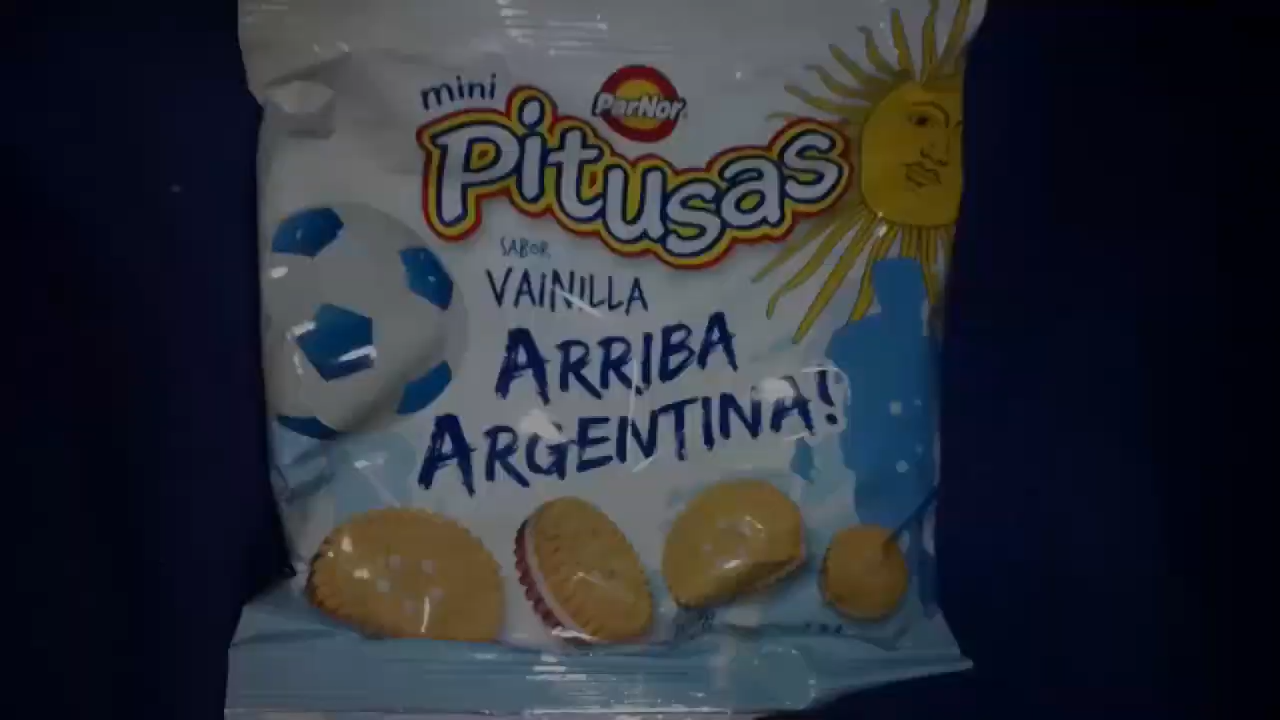 mini
ParNor
Pitusas
SABOR
VAINILLA
ARRIBA
ARGENTINA!